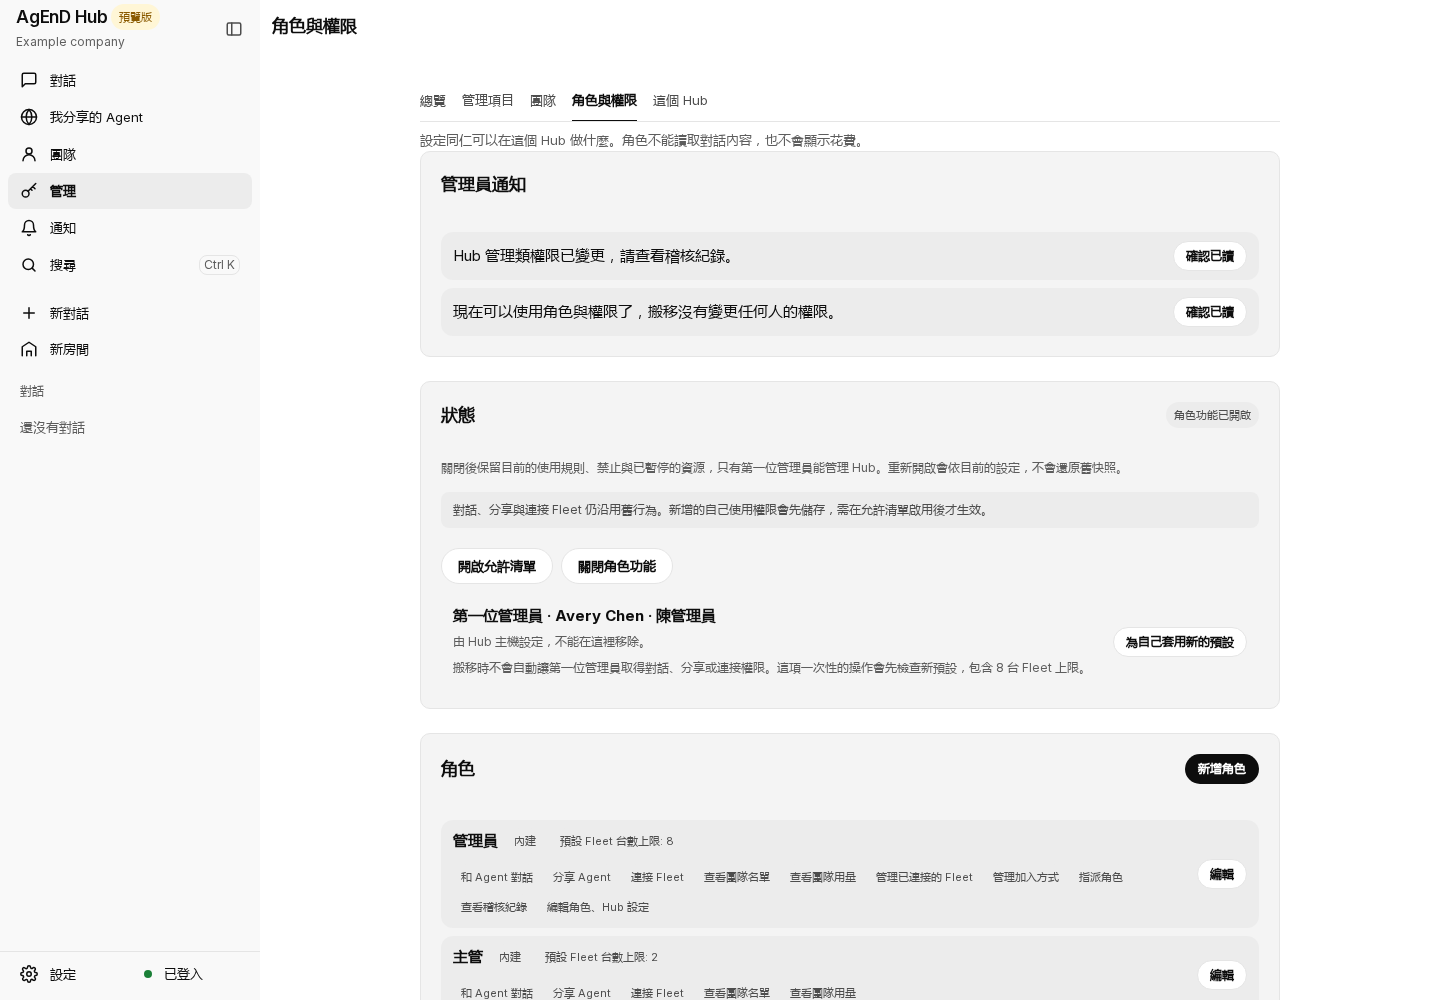 AgEnD Hub 預覽版
Example company
對話
我分享的 Agent
團隊
管理
通知
搜尋 Ctrl K
新對話
新房間
對話
還沒有對話
設定
已登入
角色與權限
總覽 管理項目 團隊 角色與權限 這個 Hub
設定同仁可以在這個 Hub 做什麼。角色不能讀取對話內容，也不會顯示花費。
管理員通知
Hub 管理類權限已變更，請查看稽核紀錄。 確認已讀
現在可以使用角色與權限了，搬移沒有變更任何人的權限。 確認已讀
狀態 角色功能已開啟
關閉後保留目前的使用規則、禁止與已暫停的資源，只有第一位管理員能管理 Hub。重新開啟會依目前的設定，不會還原舊快照。
對話、分享與連接 Fleet 仍沿用舊行為。新增的自己使用權限會先儲存，需在允許清單啟用後才生效。
開啟允許清單 關閉角色功能
第一位管理員 · Avery Chen · 陳管理員
由 Hub 主機設定，不能在這裡移除。
搬移時不會自動讓第一位管理員取得對話、分享或連接權限。這項一次性的操作會先檢查新預設，包含 8 台 Fleet 上限。
為自己套用新的預設
角色 新增角色
管理員 內建 預設 Fleet 台數上限: 8
和 Agent 對話 分享 Agent 連接 Fleet 查看團隊名單 查看團隊用量 管理已連接的 Fleet 管理加入方式 指派角色
查看稽核紀錄 編輯角色、Hub 設定
編輯
主管 內建 預設 Fleet 台數上限: 2
和 Agent 對話 分享 Agent 連接 Fleet 查看團隊名單 查看團隊用量
編輯